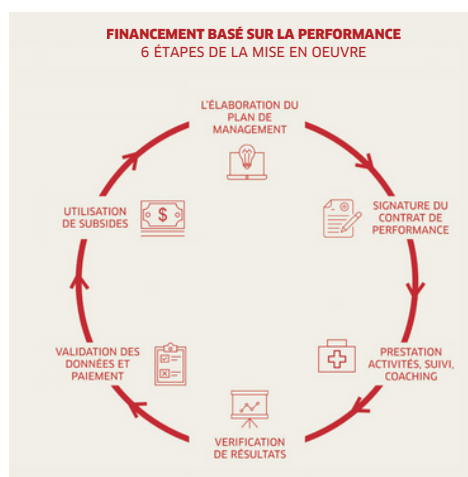 FINANCEMENT BASÉ SUR LA PERFORMANCE
6 ÉTAPES DE LA MISE EN OEUVRE
L'ÉLABORATION DU
PLAN DE
MANAGEMENT
SIGNATURE DU
CONTRAT DE
PERFORMANCE
PRESTATION
ACTIVITÉS, SUIVI,
COACHING
VERIFICATION
DE RÉSULTATS
VALIDATION DES
DONNÉES ET
PAIEMENT
UTILISATION
DE SUBSIDES
$